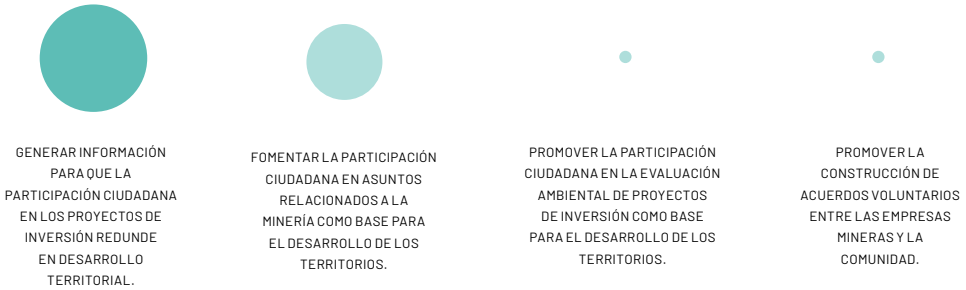 GENERAR INFORMACIÓN
PARA QUE LA
PARTICIPACIÓN CIUDADANA
EN LOS PROYECTOS DE
INVERSIÓN REDUNDE
EN DESARROLLO
TERRITORIAL.
FOMENTAR LA PARTICIPACIÓN
CIUDADANA EN ASUNTOS
RELACIONADOS A LA
MINERÍA COMO BASE PARA
EL DESARROLLO DE LOS
TERRITORIOS.
PROMOVER LA PARTICIPACIÓN
CIUDADANA EN LA EVALUACIÓN
AMBIENTAL DE PROYECTOS
DE INVERSIÓN COMO BASE
PARA EL DESARROLLO DE LOS
TERRITORIOS.
PROMOVER LA
CONSTRUCCIÓN DE
ACUERDOS VOLUNTARIOS
ENTRE LAS EMPRESAS
MINERAS Y LA
COMUNIDAD.